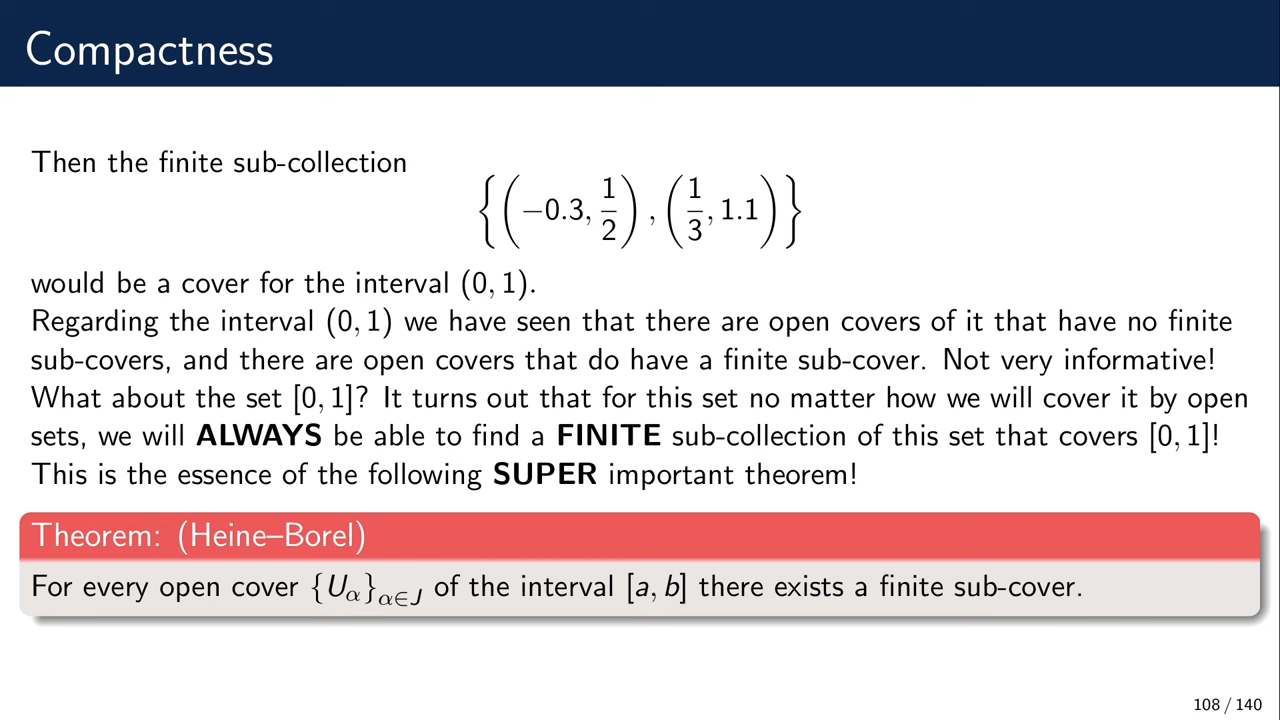 Compactness
Then the finite sub-collection
{(−0.3, 1/2), (1/3, 1.1)}
would be a cover for the interval (0, 1).
Regarding the interval (0, 1) we have seen that there are open covers of it that have no finite
sub-covers, and there are open covers that do have a finite sub-cover. Not very informative!
What about the set [0, 1]? It turns out that for this set no matter how we will cover it by open
sets, we will ALWAYS be able to find a FINITE sub-collection of this set that covers [0, 1]!
This is the essence of the following SUPER important theorem!
Theorem: (Heine–Borel)
For every open cover {U_α}_{α∈J} of the interval [a, b] there exists a finite sub-cover.
108 / 140